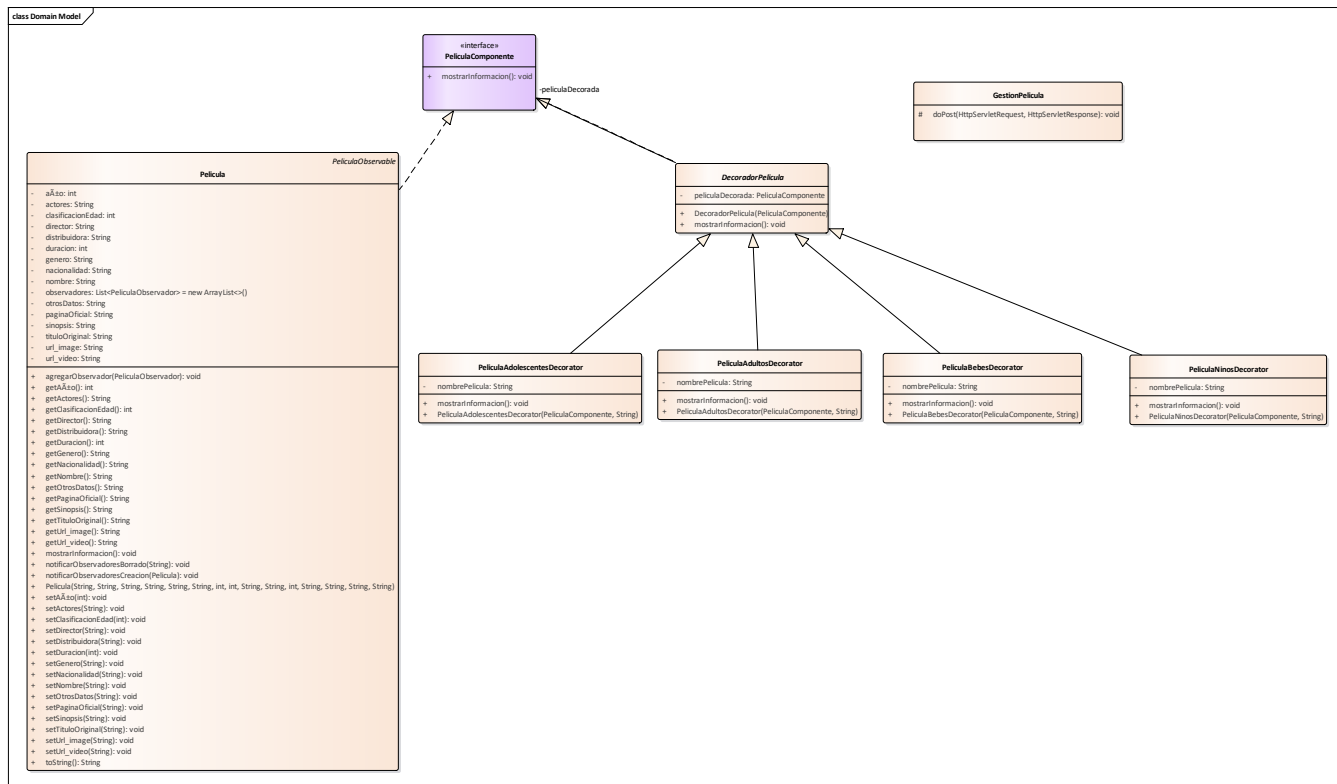 class Domain Model
«interface»
PeliculaComponente
+ mostrarInformacion(): void
-peliculaDecorada
GestionPelicula
# doPost(HttpServletRequest, HttpServletResponse): void
PeliculaObservable
Pelicula
- aÃ±o: int
- actores: String
- clasificacionEdad: int
- director: String
- distribuidora: String
- duracion: int
- genero: String
- nacionalidad: String
- nombre: String
- observadores: List<PeliculaObservador> = new ArrayList<>()
- otrosDatos: String
- paginaOficial: String
- sinopsis: String
- tituloOriginal: String
- url_image: String
- url_video: String
+ agregarObservador(PeliculaObservador): void
+ getAÃ±o(): int
+ getActores(): String
+ getClasificacionEdad(): int
+ getDirector(): String
+ getDistribuidora(): String
+ getDuracion(): int
+ getGenero(): String
+ getNacionalidad(): String
+ getNombre(): String
+ getOtrosDatos(): String
+ getPaginaOficial(): String
+ getSinopsis(): String
+ getTituloOriginal(): String
+ getUrl_image(): String
+ getUrl_video(): String
+ mostrarInformacion(): void
+ notificarObservadoresBorrado(String): void
+ notificarObservadoresCreacion(Pelicula): void
+ Pelicula(String, String, String, String, String, String, int, int, String, String, int, String, String, String, String)
+ setAÃ±o(int): void
+ setActores(String): void
+ setClasificacionEdad(int): void
+ setDirector(String): void
+ setDistribuidora(String): void
+ setDuracion(int): void
+ setGenero(String): void
+ setNacionalidad(String): void
+ setNombre(String): void
+ setOtrosDatos(String): void
+ setPaginaOficial(String): void
+ setSinopsis(String): void
+ setTituloOriginal(String): void
+ setUrl_image(String): void
+ setUrl_video(String): void
+ toString(): String
DecoradorPelicula
- peliculaDecorada: PeliculaComponente
+ DecoradorPelicula(PeliculaComponente)
+ mostrarInformacion(): void
PeliculaAdolescentesDecorator
- nombrePelicula: String
+ mostrarInformacion(): void
+ PeliculaAdolescentesDecorator(PeliculaComponente, String)
PeliculaAdultosDecorator
- nombrePelicula: String
+ mostrarInformacion(): void
+ PeliculaAdultosDecorator(PeliculaComponente, String)
PeliculaBebesDecorator
- nombrePelicula: String
+ mostrarInformacion(): void
+ PeliculaBebesDecorator(PeliculaComponente, String)
PeliculaNinosDecorator
- nombrePelicula: String
+ mostrarInformacion(): void
+ PeliculaNinosDecorator(PeliculaComponente, String)